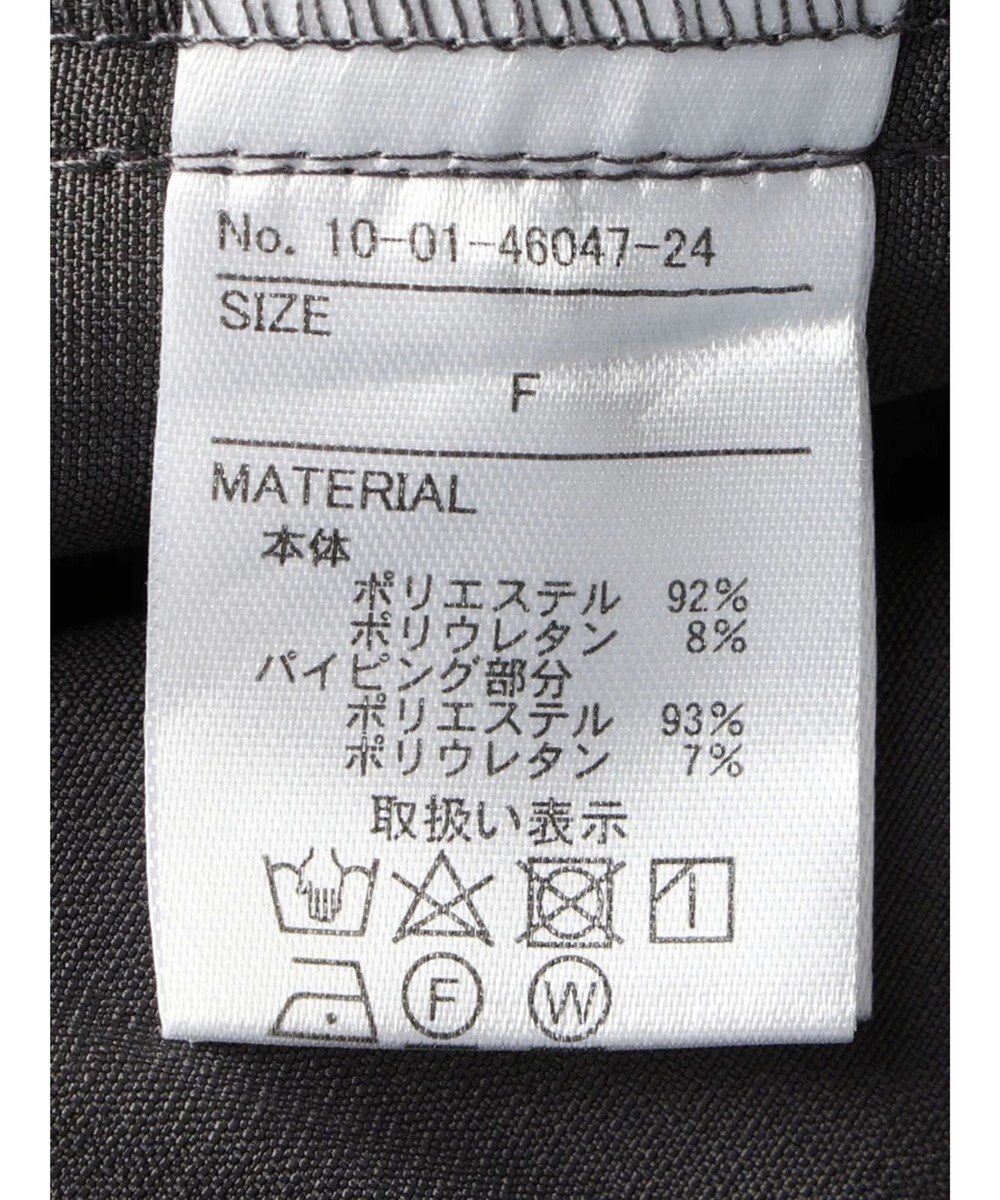 No. 10-01-46047-24
SIZE
F
MATERIAL
本体
ポリエステル 92%
ポリウレタン 8%
パイピング部分
ポリエステル 93%
ポリウレタン 7%
取扱い表示
F W